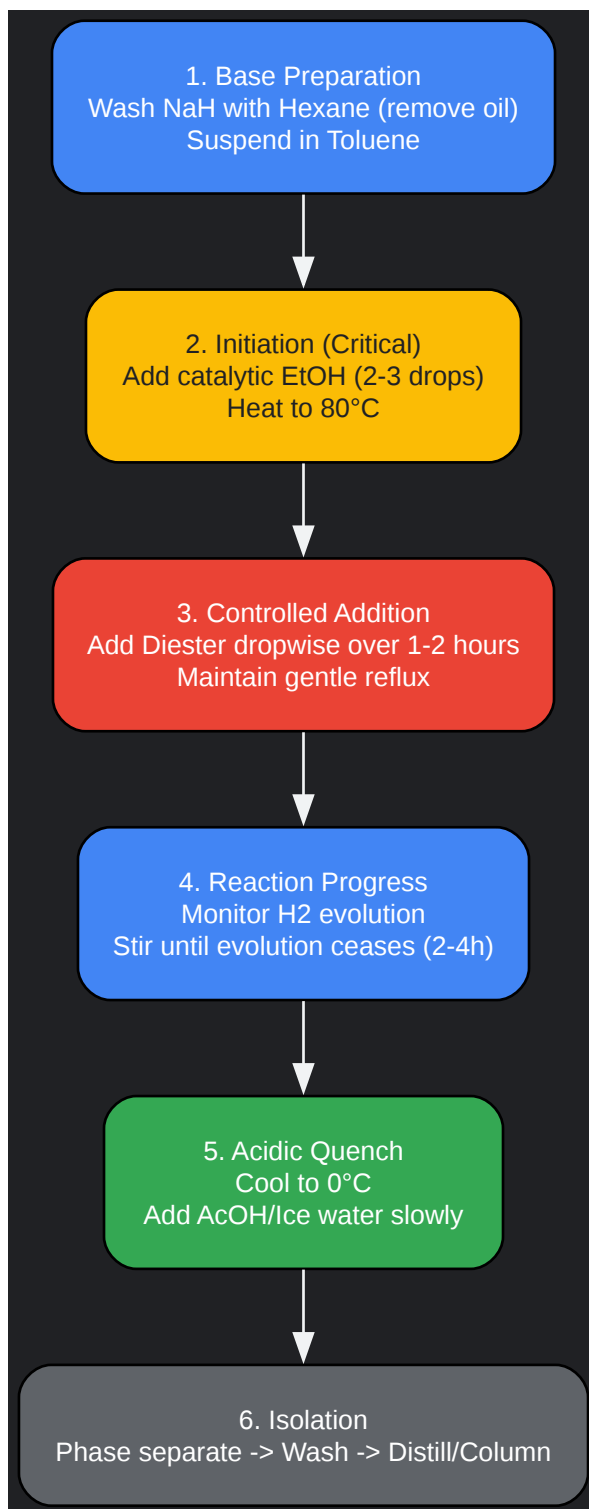 1. Base Preparation
Wash NaH with Hexane (remove oil)
Suspend in Toluene
2. Initiation (Critical)
Add catalytic EtOH (2-3 drops)
Heat to 80°C
3. Controlled Addition
Add Diester dropwise over 1-2 hours
Maintain gentle reflux
4. Reaction Progress
Monitor H2 evolution
Stir until evolution ceases (2-4h)
5. Acidic Quench
Cool to 0°C
Add AcOH/Ice water slowly
6. Isolation
Phase separate -> Wash -> Distill/Column